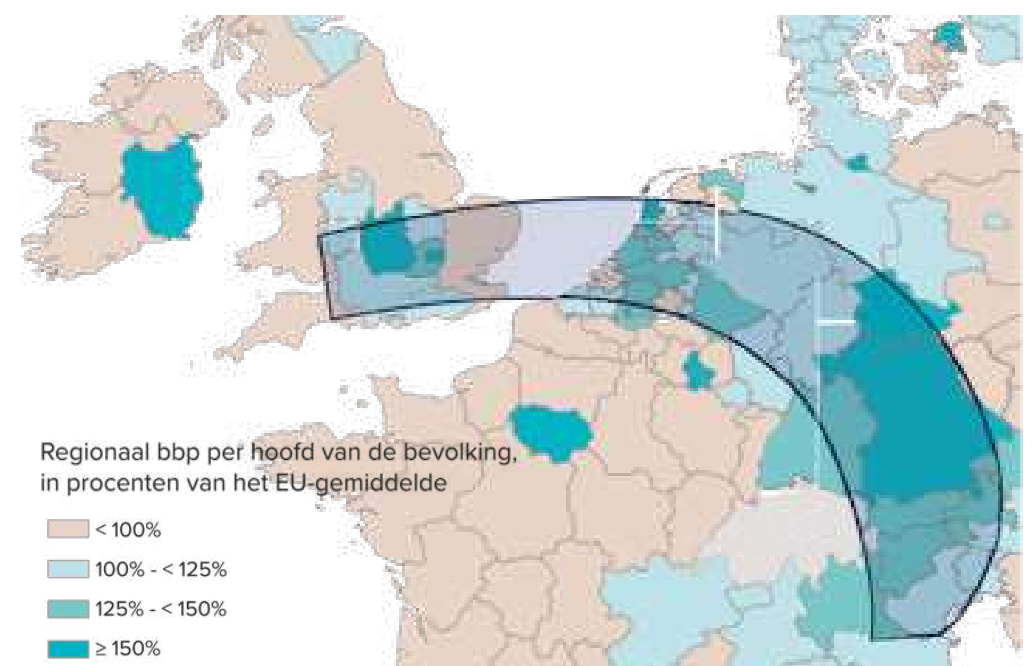 Regionaal bbp per hoofd van de bevolking,
in procenten van het EU-gemiddelde
< 100%
100% - < 125%
125% - < 150%
≥ 150%